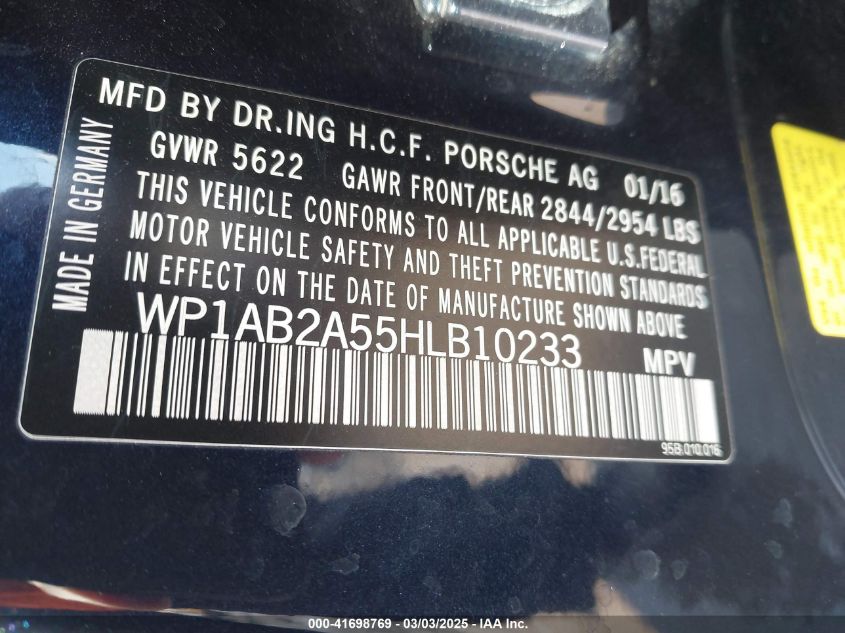 MFD BY DR.ING H.C.F. PORSCHE AG 01/16
GVWR 5622 GAWR FRONT/REAR 2844/2954 LBS
THIS VEHICLE CONFORMS TO ALL APPLICABLE U.S.FEDERAL
MOTOR VEHICLE SAFETY AND THEFT PREVENTION STANDARDS
IN EFFECT ON THE DATE OF MANUFACTURE SHOWN ABOVE
WP1AB2A55HLB10233 MPV
95B.010.016
MADE IN GERMANY
000-41698769 - 03/03/2025 - IAA Inc.